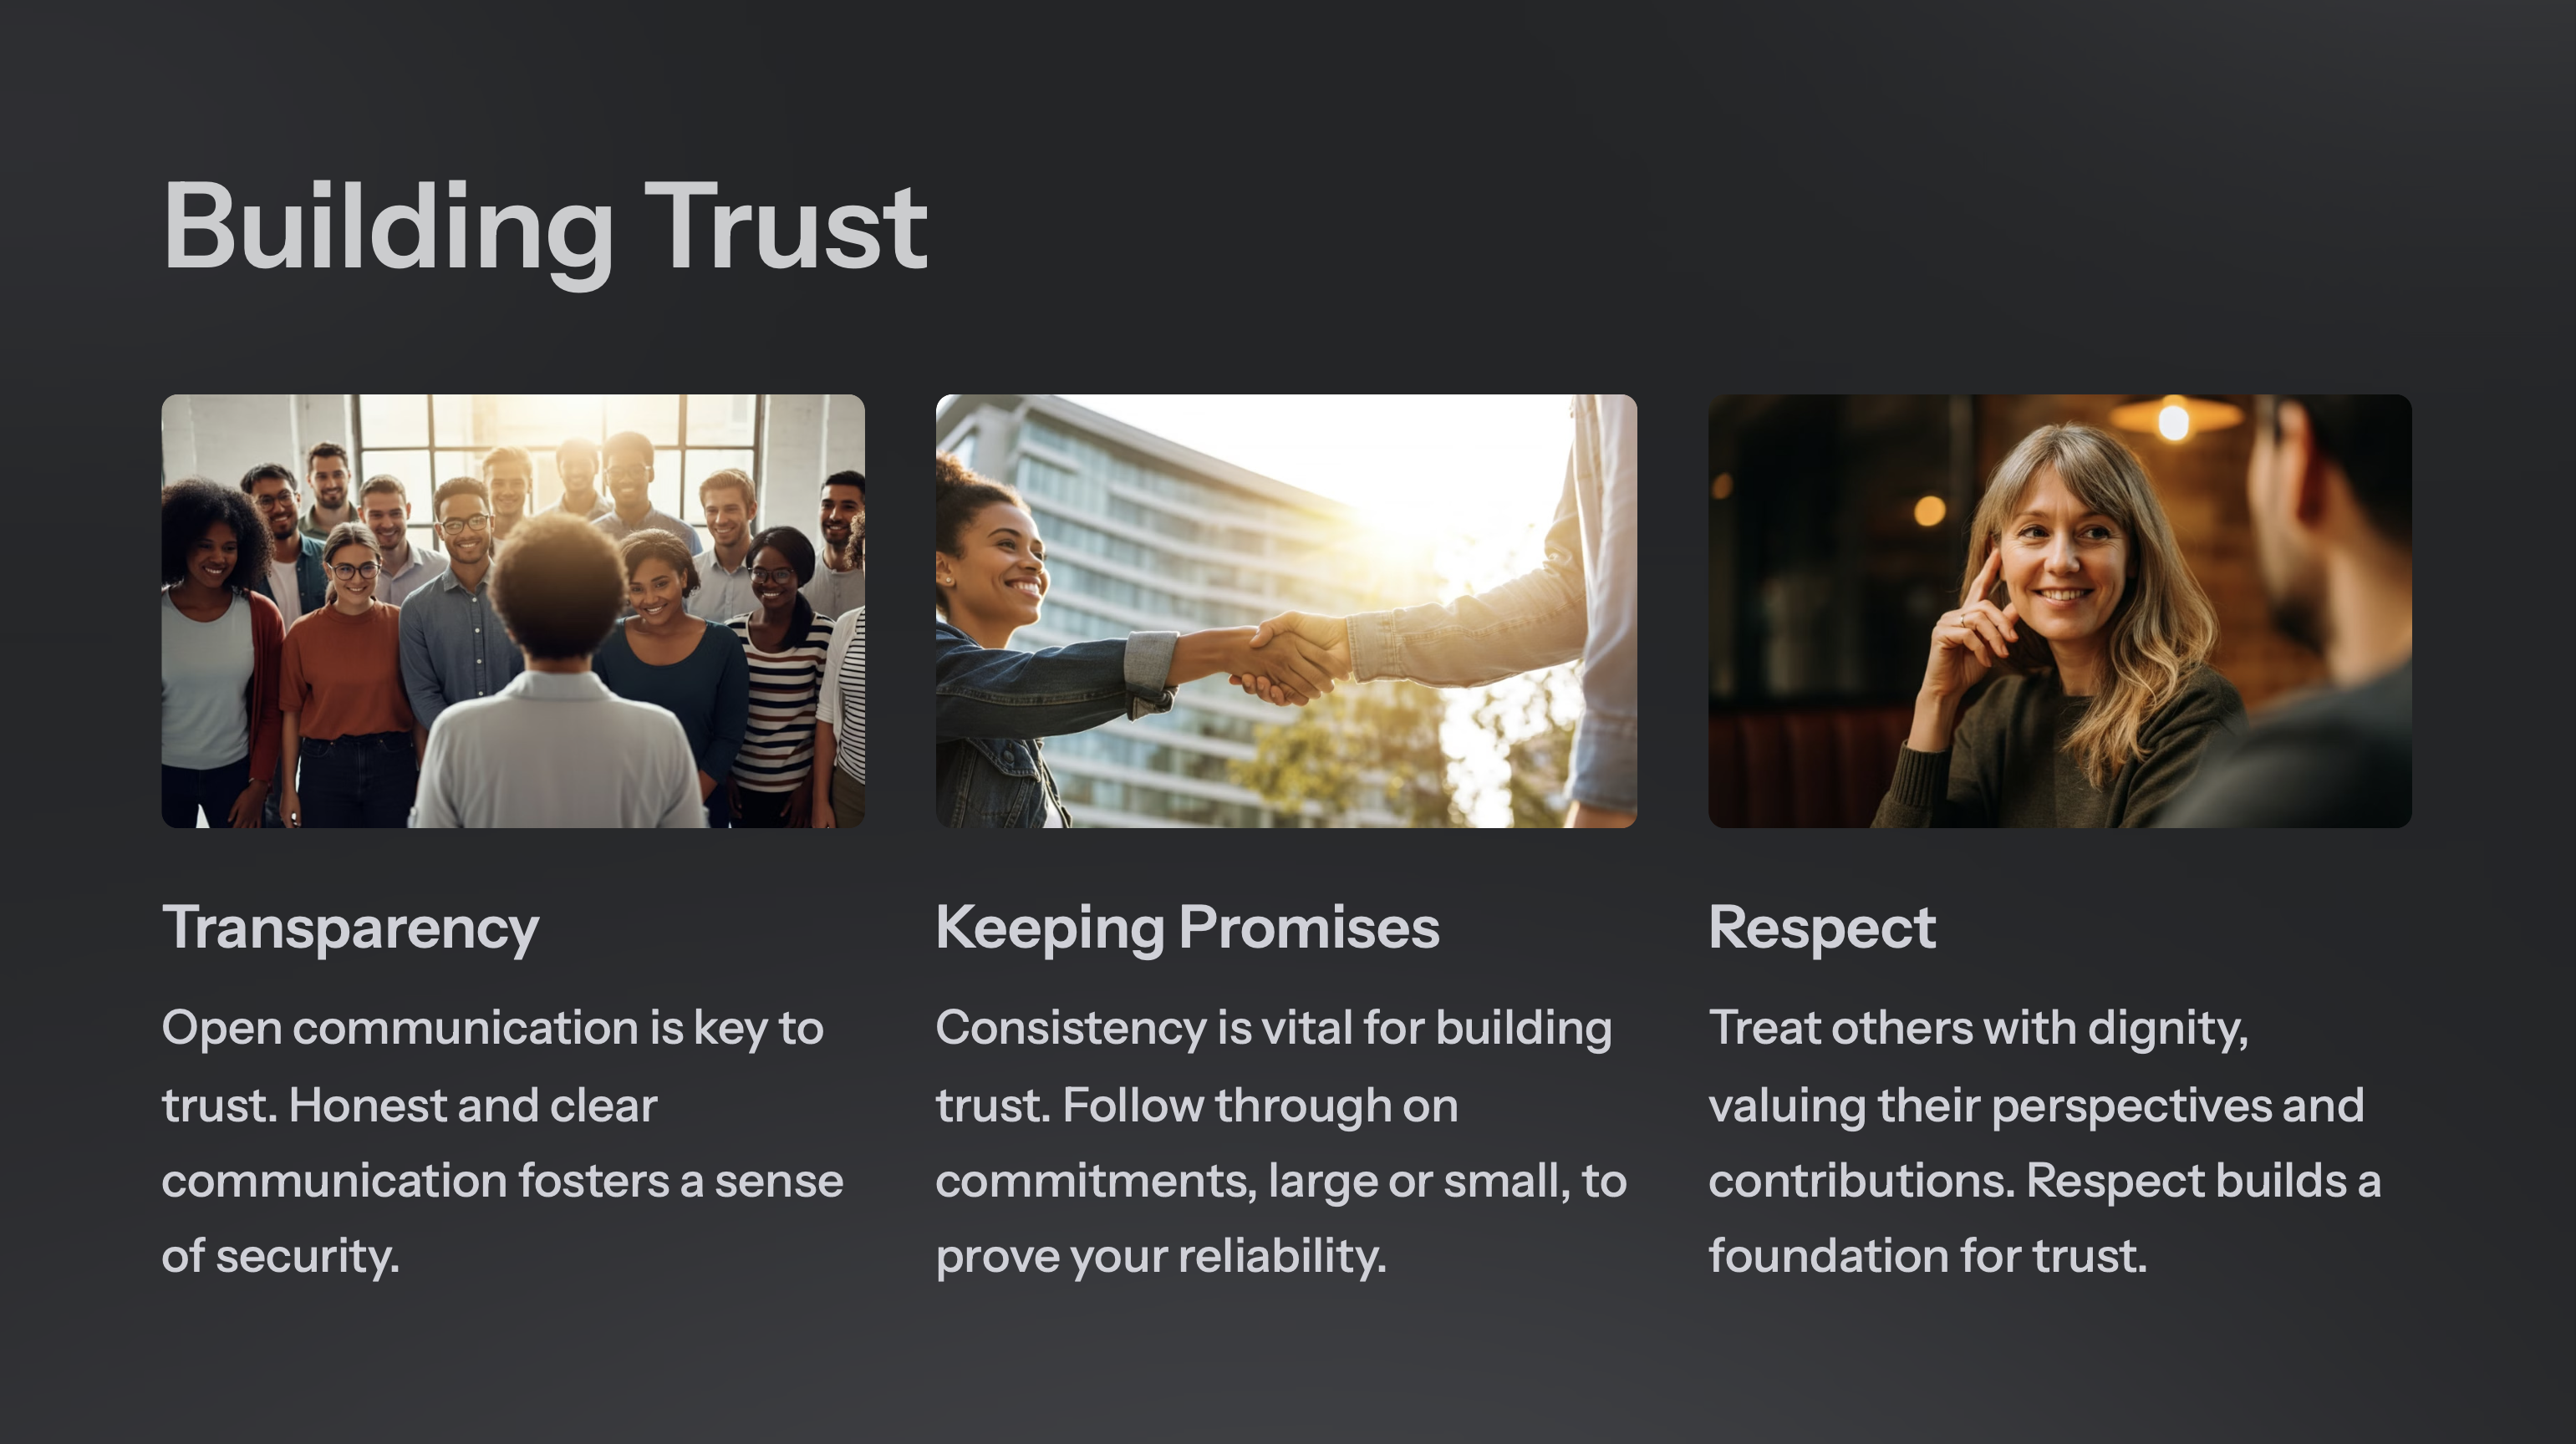 Building Trust
Transparency
Open communication is key to
trust. Honest and clear
communication fosters a sense
of security.
Keeping Promises
Consistency is vital for building
trust. Follow through on
commitments, large or small, to
prove your reliability.
Respect
Treat others with dignity,
valuing their perspectives and
contributions. Respect builds a
foundation for trust.